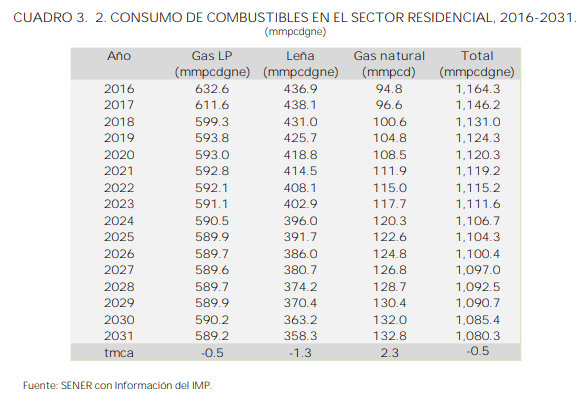 CUADRO 3. 2. CONSUMO DE COMBUSTIBLES EN EL SECTOR RESIDENCIAL, 2016-2031.
(mmpcdgne)
Año Gas LP Leña Gas natural Total
(mmpcdgne) (mmpcdgne) (mmpcd) (mmpcdgne)
2016 632.6 436.9 94.8 1,164.3
2017 611.6 438.1 96.6 1,146.2
2018 599.3 431.0 100.6 1,131.0
2019 593.8 425.7 104.8 1,124.3
2020 593.0 418.8 108.5 1,120.3
2021 592.8 414.5 111.9 1,119.2
2022 592.1 408.1 115.0 1,115.2
2023 591.1 402.9 117.7 1,111.6
2024 590.5 396.0 120.3 1,106.7
2025 589.9 391.7 122.6 1,104.3
2026 589.7 386.0 124.8 1,100.4
2027 589.6 380.7 126.8 1,097.0
2028 589.7 374.2 128.7 1,092.5
2029 589.9 370.4 130.4 1,090.7
2030 590.2 363.2 132.0 1,085.4
2031 589.2 358.3 132.8 1,080.3
tmca -0.5 -1.3 2.3 -0.5
Fuente: SENER con Información del IMP.